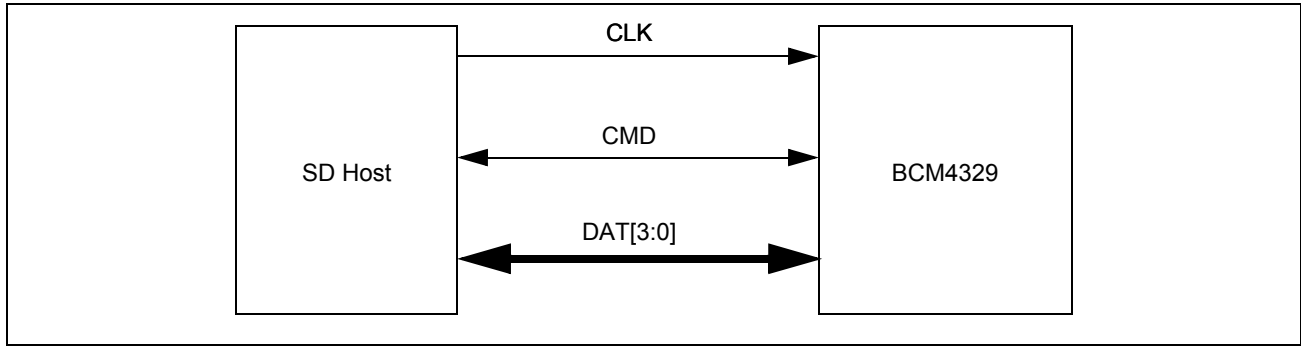 CLK
CMD
SD Host
BCM4329
DAT[3:0]